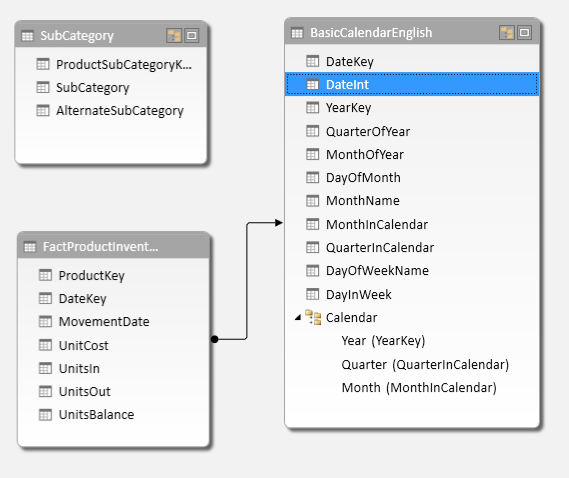 SubCategory
ProductSubCategoryK...
SubCategory
AlternateSubCategory
FactProductInvent...
ProductKey
DateKey
MovementDate
UnitCost
UnitsIn
UnitsOut
UnitsBalance
BasicCalendarEnglish
DateKey
DateInt
YearKey
QuarterOfYear
MonthOfYear
DayOfMonth
MonthName
MonthInCalendar
QuarterInCalendar
DayOfWeekName
DayInWeek
Calendar
Year (YearKey)
Quarter (QuarterInCalendar)
Month (MonthInCalendar)